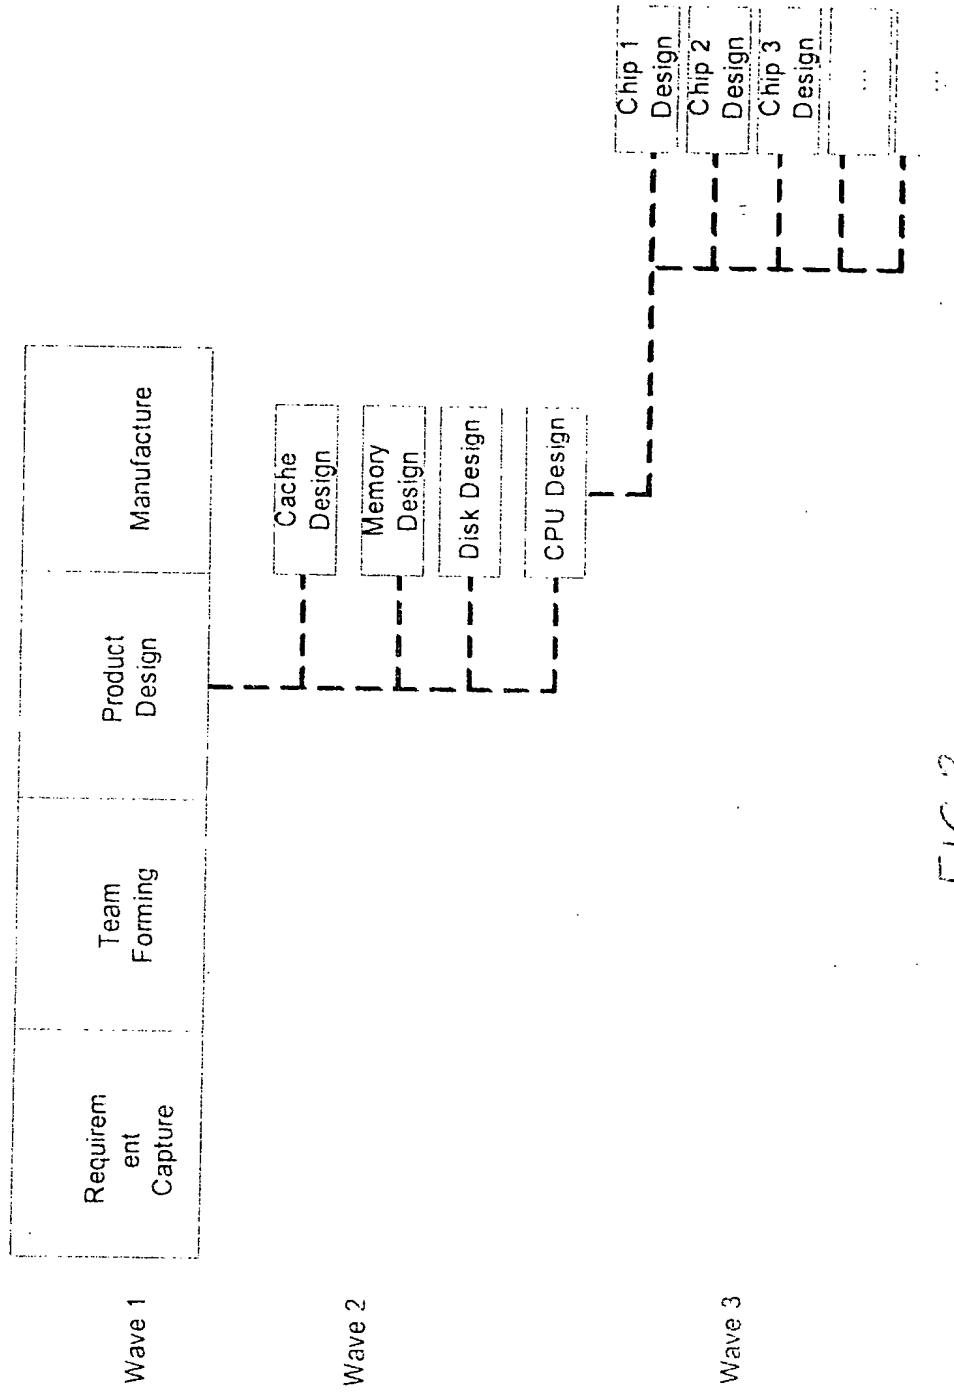 Wave 1
Requirem
ent
Capture
Team
Forming
Product
Design
Manufacture
Wave 2
Cache
Design
Memory
Design
Disk Design
CPU Design
Wave 3
Chip 1
Design
Chip 2
Design
Chip 3
Design
...
...
FIG